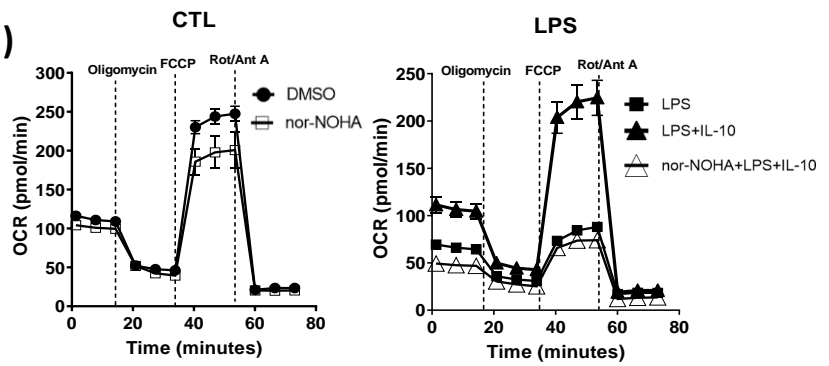 )
CTL
Oligomycin FCCP Rot/Ant A
300
250
200
150
100
50
0
OCR (pmol/min)
0 20 40 60 80
Time (minutes)
DMSO
nor-NOHA
LPS
Oligomycin FCCP Rot/Ant A
250
200
150
100
50
0
OCR (pmol/min)
0 20 40 60 80
Time (minutes)
LPS
LPS+IL-10
nor-NOHA+LPS+IL-10